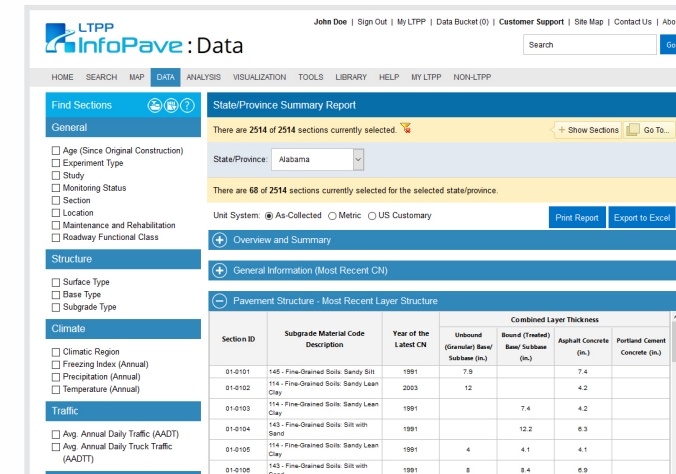 John Doe | Sign Out | My LTPP | Data Bucket (0) | Customer Support | Site Map | Contact Us | Abo
LTPP
InfoPave : Data
Search
Go
HOME SEARCH MAP DATA ANALYSIS VISUALIZATION TOOLS LIBRARY HELP MY LTPP NON-LTPP
Find Sections
?
General
Age (Since Original Construction)
Experiment Type
Study
Monitoring Status
Section
Location
Maintenance and Rehabilitation
Roadway Functional Class
Structure
Surface Type
Base Type
Subgrade Type
Climate
Climatic Region
Freezing Index (Annual)
Precipitation (Annual)
Temperature (Annual)
Traffic
Avg. Annual Daily Traffic (AADT)
Avg. Annual Daily Truck Traffic
(AADTT)
State/Province Summary Report
There are 2514 of 2514 sections currently selected.
+ Show Sections
Go To...
State/Province: Alabama
There are 68 of 2514 sections currently selected for the selected state/province.
Unit System: As-Collected Metric US Customary
Print Report Export to Excel
Overview and Summary
General Information (Most Recent CN)
Pavement Structure - Most Recent Layer Structure
Combined Layer Thickness
Section ID
Subgrade Material Code
Description
Year of the
Latest CN
Unbound
(Granular) Base/
Subbase (in.)
Bound (Treated)
Base/ Subbase
(in.)
Asphalt Concrete
(in.)
Portland Cement
Concrete (in.)
01-0101 145 - Fine-Grained Soils: Sandy Silt 1991 7.9 7.4
01-0102 114 - Fine-Grained Soils: Sandy Lean
Clay 2003 12 4.2
01-0103 114 - Fine-Grained Soils: Sandy Lean
Clay 1991 7.4 4.2
01-0104 143 - Fine-Grained Soils: Silt with
Sand 1991 12.2 6.3
01-0105 114 - Fine-Grained Soils: Sandy Lean
Clay 1991 4 4.1 4.1
01-0106 143 - Fine-Grained Soils: Silt with
Sand 1991 8 8.4 6.9